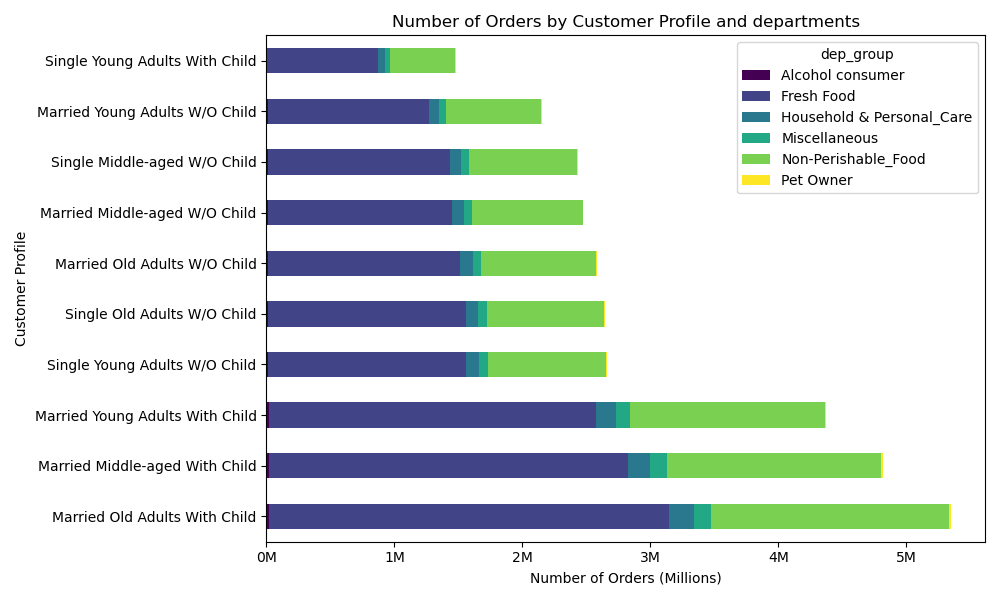 Number of Orders by Customer Profile and departments
dep_group
Alcohol consumer
Fresh Food
Household & Personal_Care
Miscellaneous
Non-Perishable_Food
Pet Owner
Customer Profile
Single Young Adults With Child
Married Young Adults W/O Child
Single Middle-aged W/O Child
Married Middle-aged W/O Child
Married Old Adults W/O Child
Single Old Adults W/O Child
Single Young Adults W/O Child
Married Young Adults With Child
Married Middle-aged With Child
Married Old Adults With Child
0M 1M 2M 3M 4M 5M
Number of Orders (Millions)